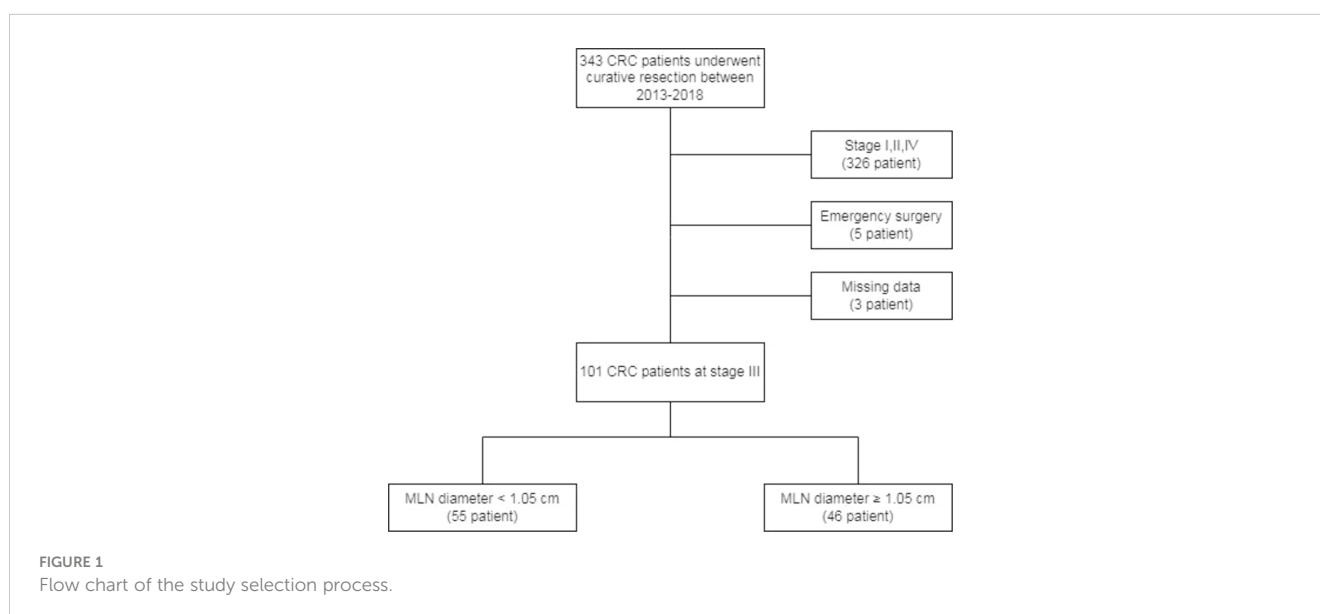 343 CRC patients underwent
curative resection between
2013-2018
Stage I,II,IV
(326 patient)
Emergency surgery
(5 patient)
Missing data
(3 patient)
101 CRC patients at stage III
MLN diameter < 1.05 cm
(55 patient)
MLN diameter ≥ 1.05 cm
(46 patient)
FIGURE 1
Flow chart of the study selection process.